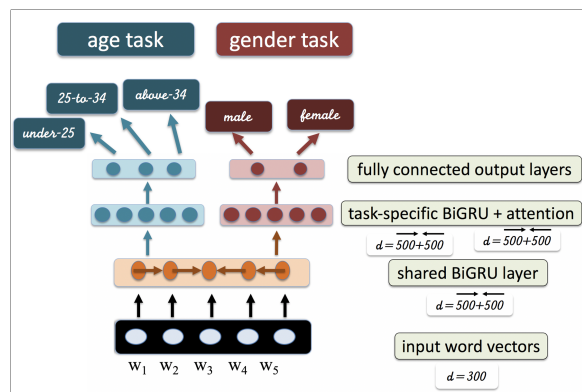 age task
gender task
under-25
25-to-34
above-34
male
female
fully connected output layers
task-specific BiGRU + attention
d=500+500
d=500+500
shared BiGRU layer
d=500+500
input word vectors
d=300
w₁ w₂ w₃ w₄ w₅